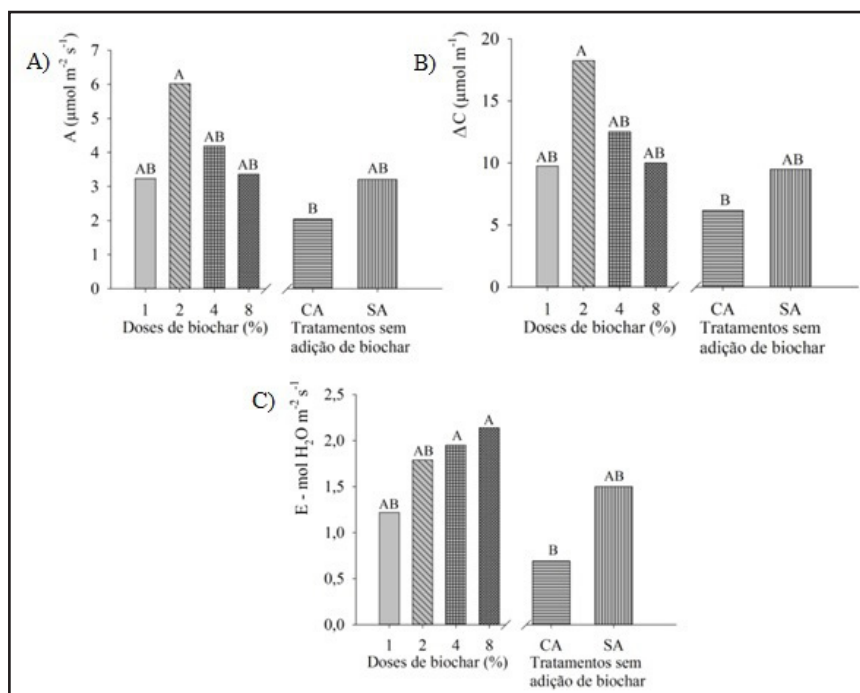 A)
A (µmol m⁻² s⁻¹)
7
6
5
4
3
2
1
0
AB
A
AB
AB
B
AB
1 2 4 8 CA SA
Doses de biochar (%) Tratamentos sem
adição de biochar
B)
ΔC (µmol m⁻¹)
20
15
10
5
0
AB
A
AB
AB
B
AB
1 2 4 8 CA SA
Doses de biochar (%) Tratamentos sem
adição de biochar
C)
E - mol H₂O m⁻² s⁻¹
2,5
2,0
1,5
1,0
0,5
0,0
AB
AB
A
A
B
AB
1 2 4 8 CA SA
Doses de biochar (%) Tratamentos sem
adição de biochar